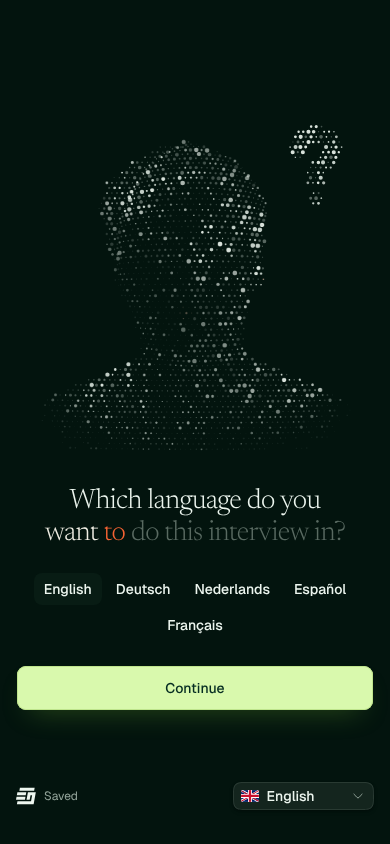 ?
Which language do you
want to do this interview in?
English Deutsch Nederlands Español
Français
Continue
Saved English